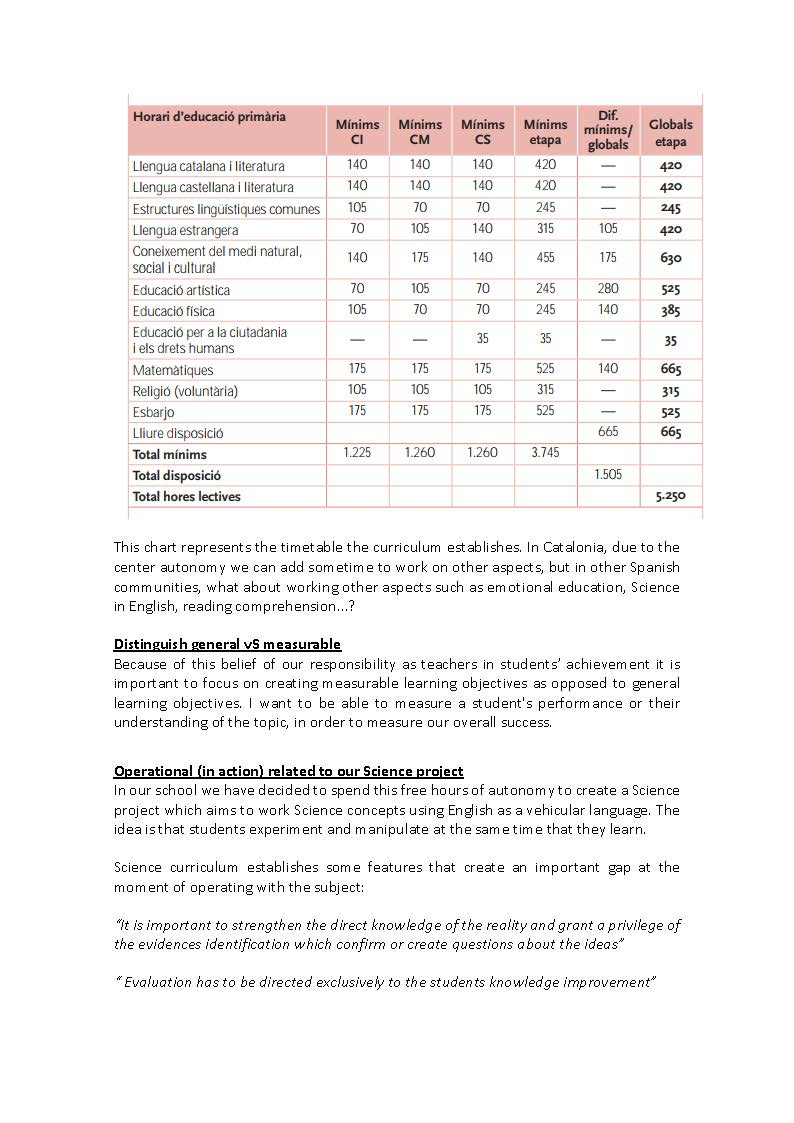 Horari d'educació primària Mínims CI Mínims CM Mínims CS Mínims etapa Dif. mínims/ globals Globals etapa
Llengua catalana i literatura 140 140 140 420 — 420
Llengua castellana i literatura 140 140 140 420 — 420
Estructures lingüístiques comunes 105 70 70 245 — 245
Llengua estrangera 70 105 140 315 105 420
Coneixement del medi natural,
social i cultural 140 175 140 455 175 630
Educació artística 70 105 70 245 280 525
Educació física 105 70 70 245 140 385
Educació per a la ciutadania
i els drets humans — — 35 35 — 35
Matemàtiques 175 175 175 525 140 665
Religió (voluntària) 105 105 105 315 — 315
Esbarjo 175 175 175 525 — 525
Lliure disposició 665 665
Total mínims 1.225 1.260 1.260 3.745
Total disposició 1.505
Total hores lectives 5.250
This chart represents the timetable the curriculum establishes. In Catalonia, due to the
center autonomy we can add sometime to work on other aspects, but in other Spanish
communities, what about working other aspects such as emotional education, Science
in English, reading comprehension...?
Distinguish general vS measurable
Because of this belief of our responsibility as teachers in students' achievement it is
important to focus on creating measurable learning objectives as opposed to general
learning objectives. I want to be able to measure a student's performance or their
understanding of the topic, in order to measure our overall success.
Operational (in action) related to our Science project
In our school we have decided to spend this free hours of autonomy to create a Science
project which aims to work Science concepts using English as a vehicular language. The
idea is that students experiment and manipulate at the same time that they learn.
Science curriculum establishes some features that create an important gap at the
moment of operating with the subject:
"It is important to strengthen the direct knowledge of the reality and grant a privilege of
the evidences identification which confirm or create questions about the ideas"
" Evaluation has to be directed exclusively to the students knowledge improvement"